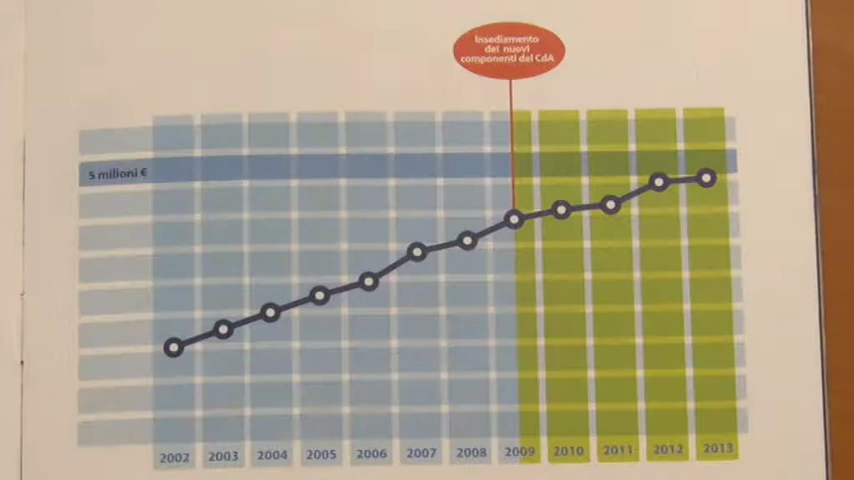 Insediamento
dei nuovi
componenti del CdA
5 milioni €
2002 2003 2004 2005 2006 2007 2008 2009 2010 2011 2012 2013